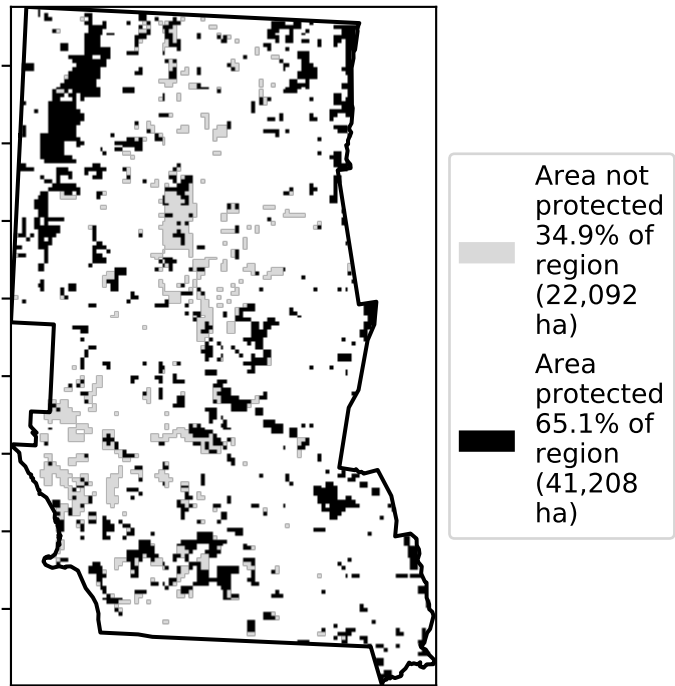 Area not
protected
34.9% of
region
(22,092
ha)
Area
protected
65.1% of
region
(41,208
ha)